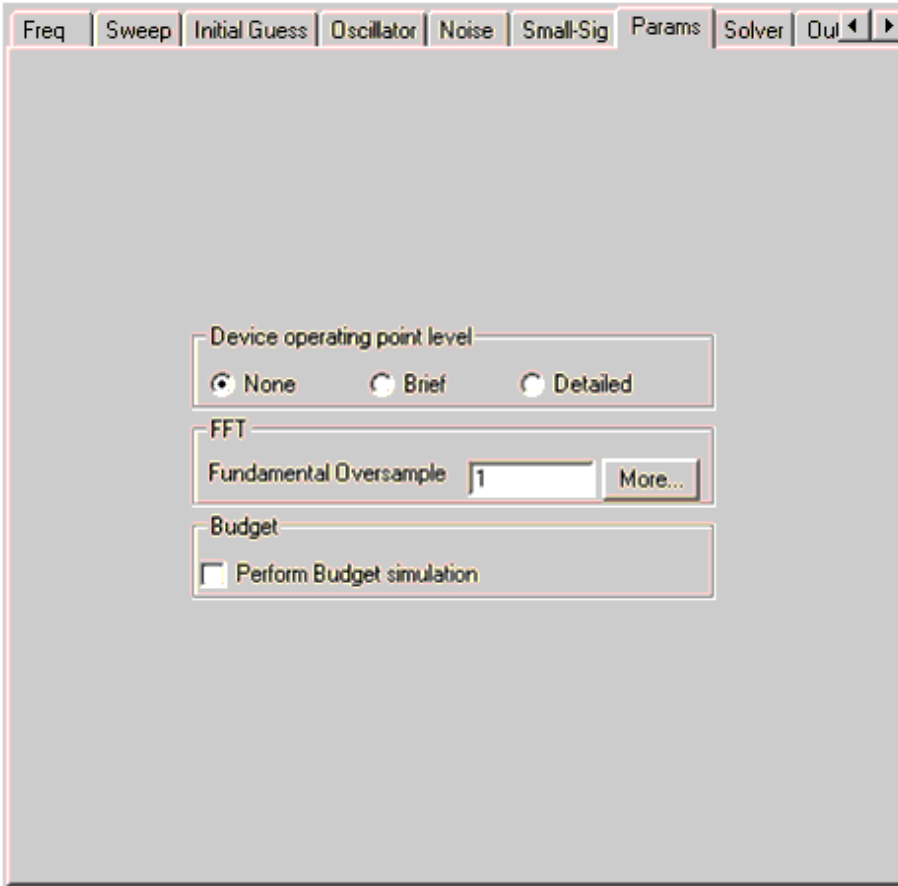 Freq Sweep Initial Guess Oscillator Noise Small-Sig Params Solver
Device operating point level
None Brief Detailed
FFT
Fundamental Oversample 1 More...
Budget
Perform Budget simulation